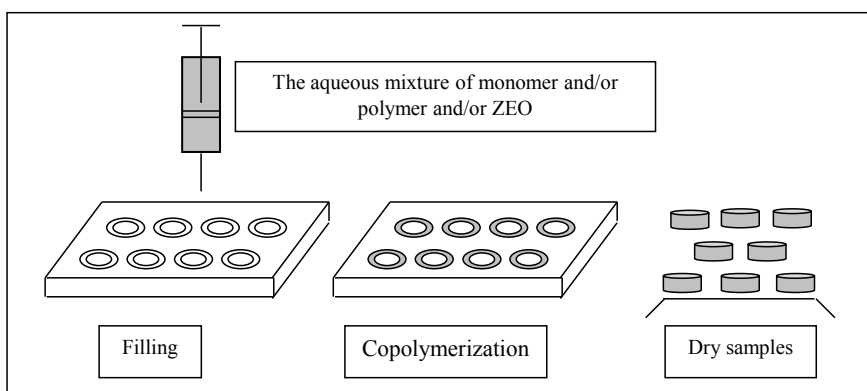 The aqueous mixture of monomer and/or
polymer and/or ZEO
Filling
Copolymerization
Dry samples